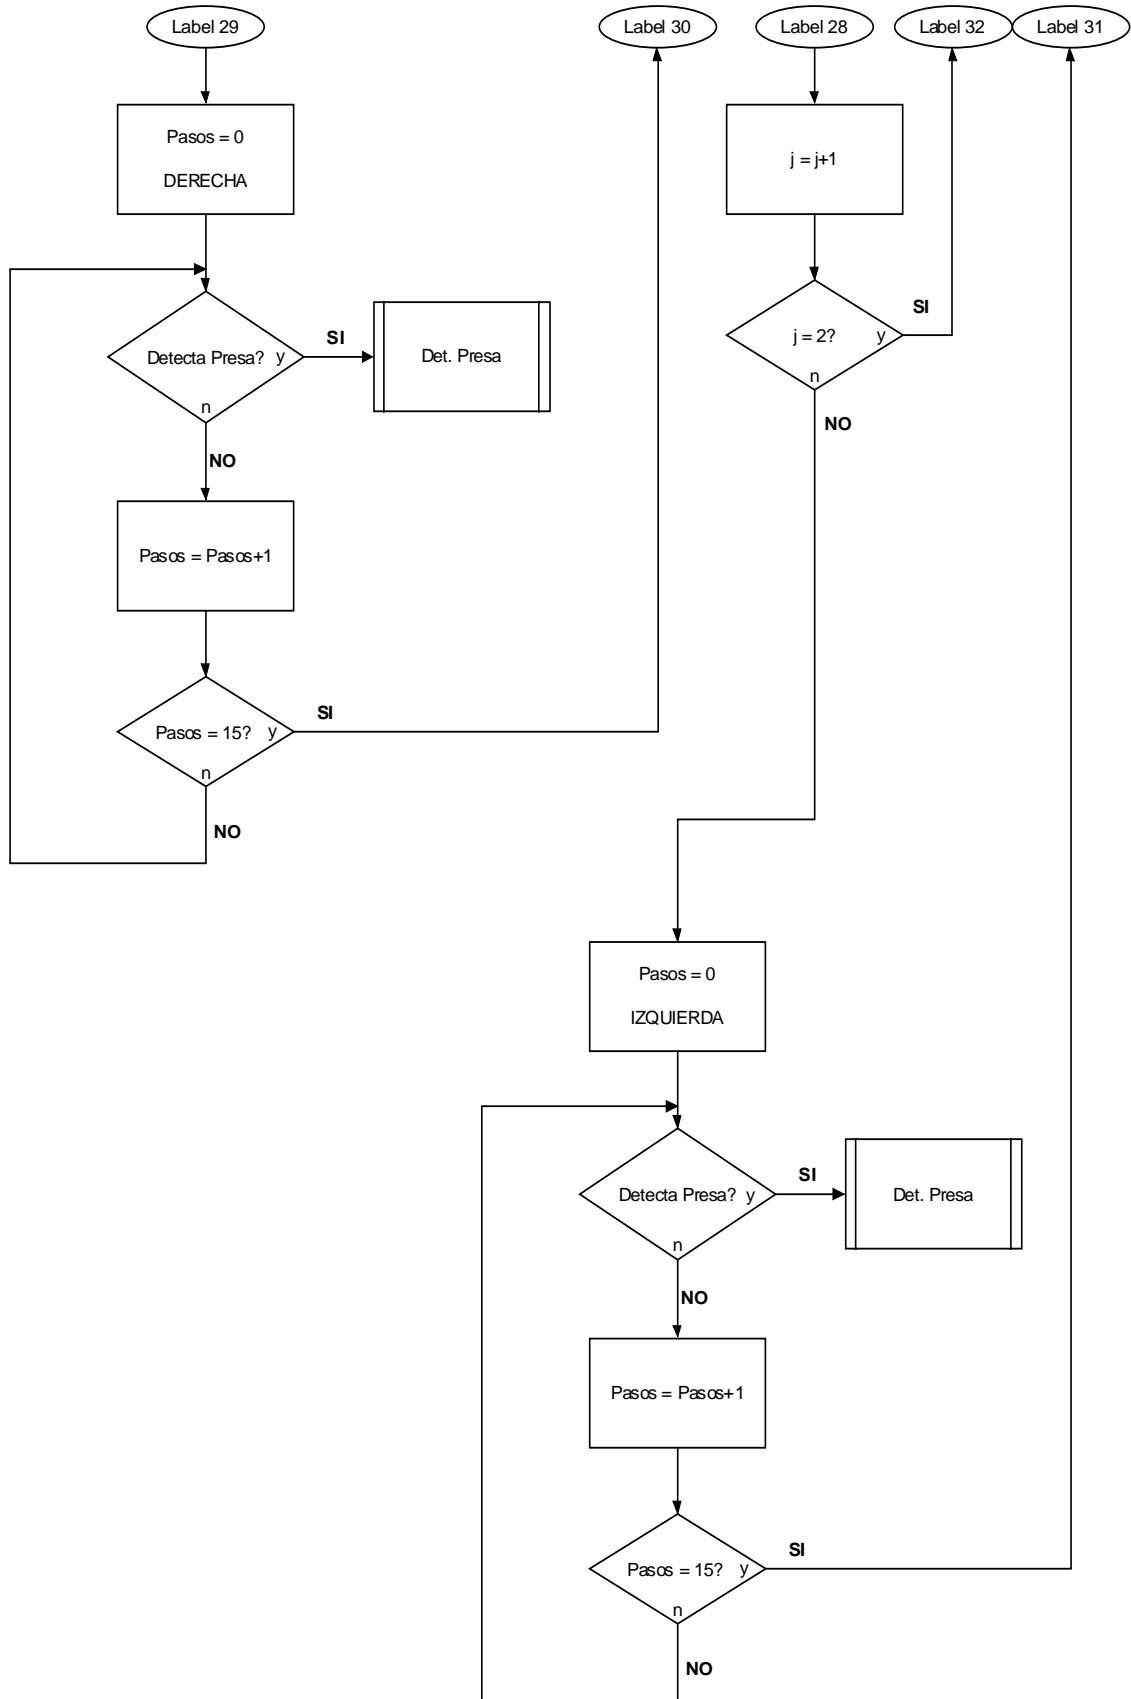 Label 29
Label 30
Label 28
Label 32
Label 31
Pasos = 0
DERECHA
j = j+1
Detecta Presa? y
n
SI
Det. Presa
j = 2? y
n
SI
NO
NO
Pasos = Pasos+1
Pasos = 15? y
n
SI
NO
Pasos = 0
IZQUIERDA
Detecta Presa? y
n
SI
Det. Presa
NO
Pasos = Pasos+1
Pasos = 15? y
n
SI
NO